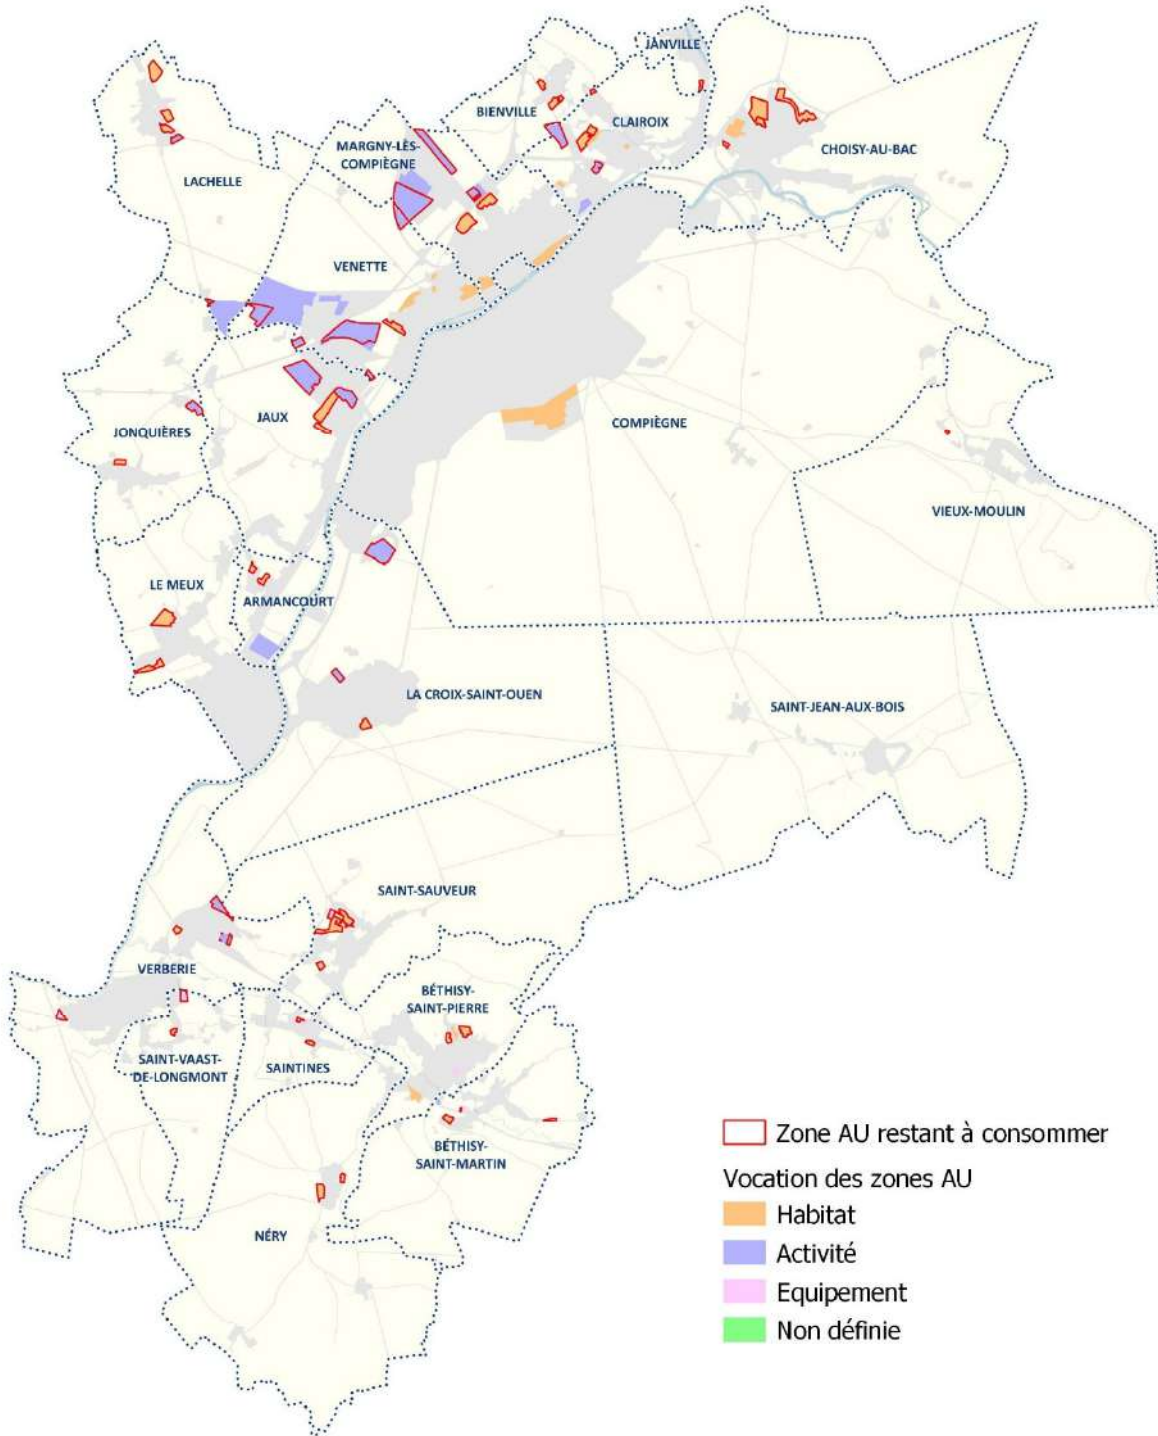 JANVILLE
BIENVILLE
CLAIROIX
MARGNY-LÈS-
COMPIÈGNE
CHOISY-AU-BAC
LACHELLE
VENETTE
JAUX
COMPIÈGNE
JONQUIÈRES
VIEUX-MOULIN
LE MEUX
ARMANCOURT
LA CROIX-SAINT-OUEN
SAINT-JEAN-AUX-BOIS
SAINT-SAUVEUR
VERBERIE
BÉTHISY-
SAINT-PIERRE
SAINT-VAAST-
DE-LONGMONT
SAINTINES
BÉTHISY-
SAINT-MARTIN
NÉRY
Zone AU restant à consommer
Vocation des zones AU
Habitat
Activité
Equipement
Non définie